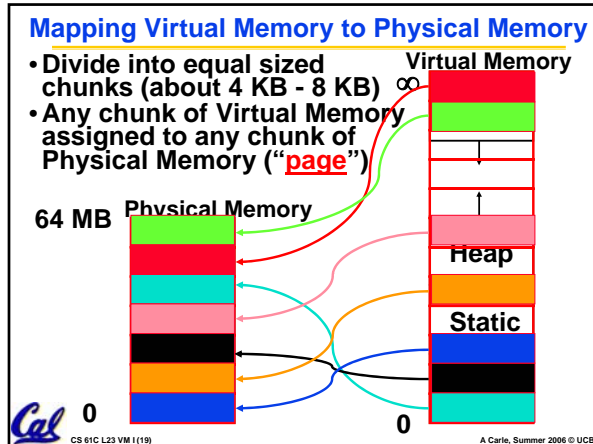 Mapping Virtual Memory to Physical Memory
Virtual Memory
• Divide into equal sized
chunks (about 4 KB - 8 KB)
∞
• Any chunk of Virtual Memory
assigned to any chunk of
Physical Memory (“page”)
Physical Memory
64 MB
Heap
Static
0
0
Cal
CS 61C L23 VM I (19)
A Carle, Summer 2006 © UCB